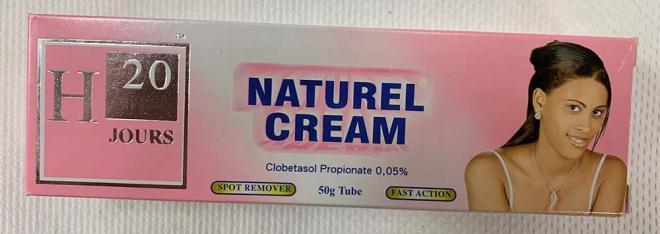 H 20
JOURS
NATUREL
CREAM
Clobetasol Propionate 0,05%
SPOT REMOVER 50g Tube FAST ACTION